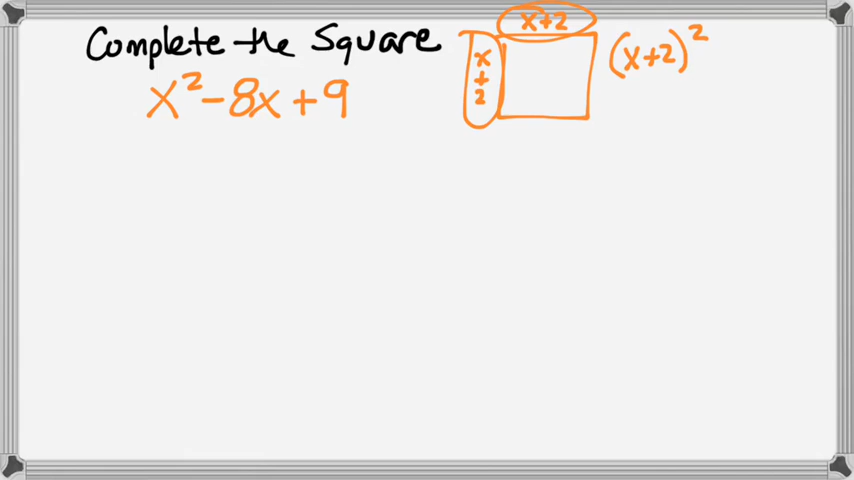 Complete the Square
x² - 8x + 9
x+2
x
+
2
(x+2)²